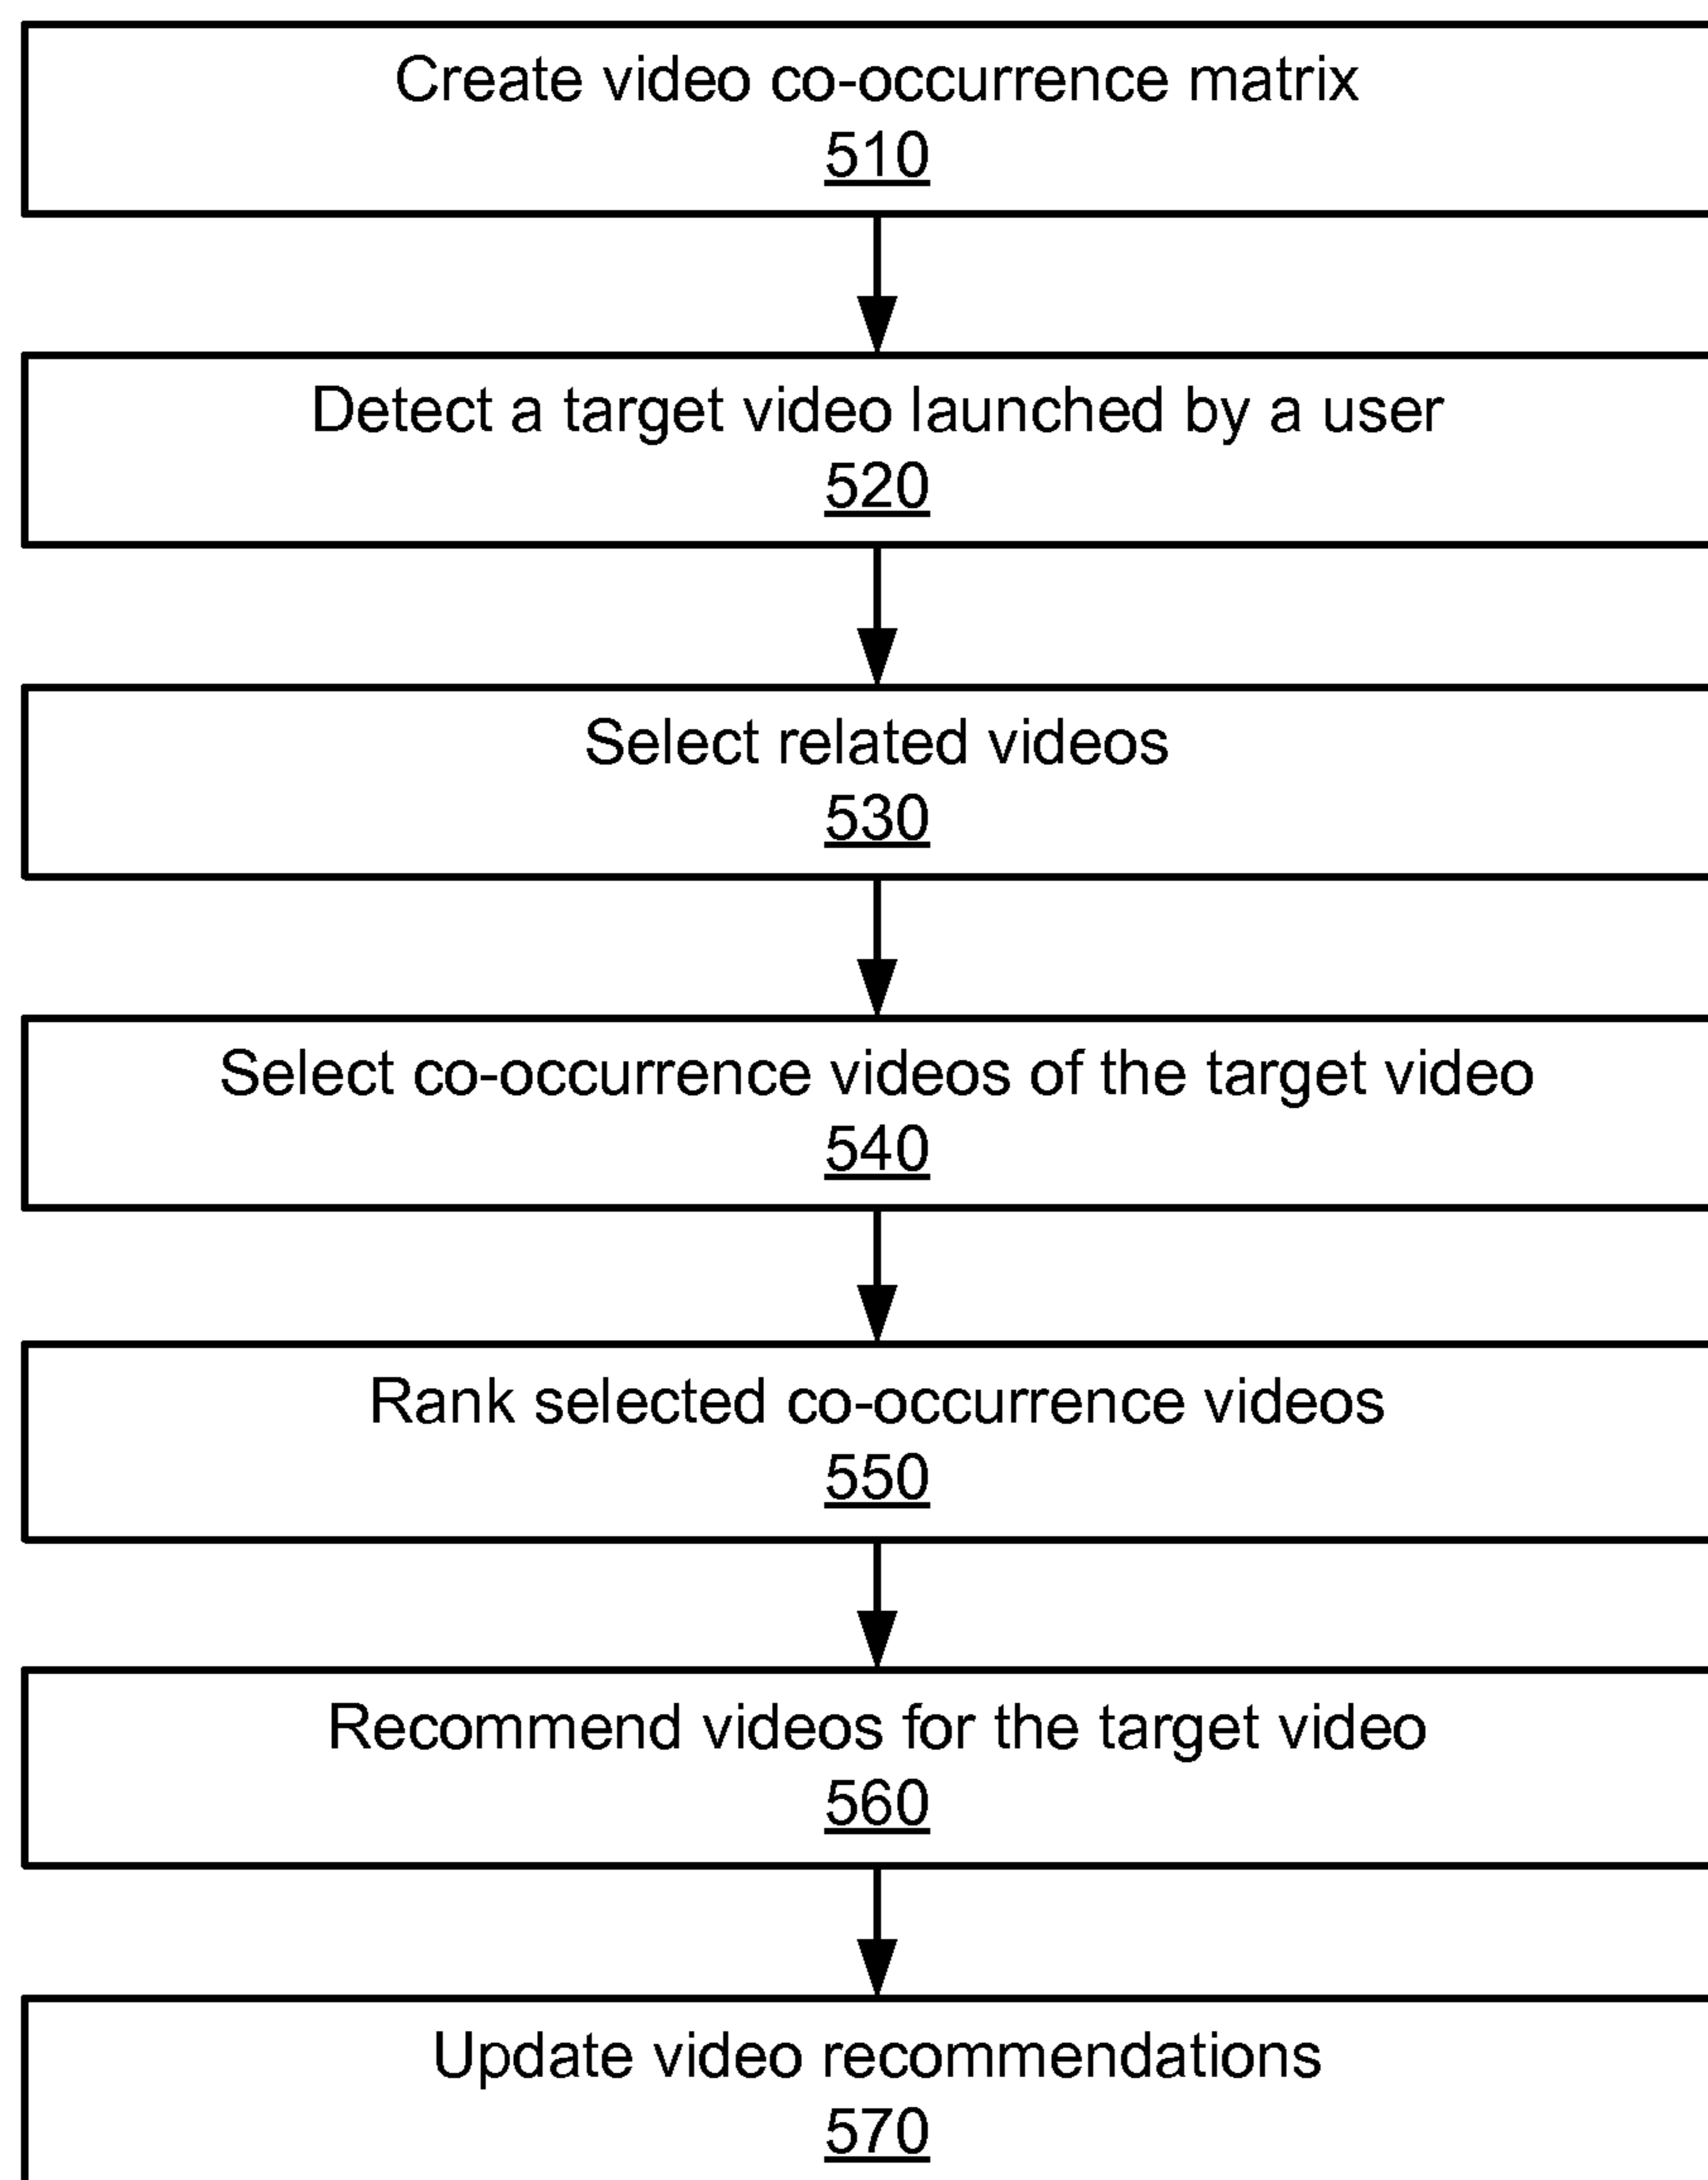 Create video co-occurrence matrix
510
Detect a target video launched by a user
520
Select related videos
530
Select co-occurrence videos of the target video
540
Rank selected co-occurrence videos
550
Recommend videos for the target video
560
Update video recommendations
570